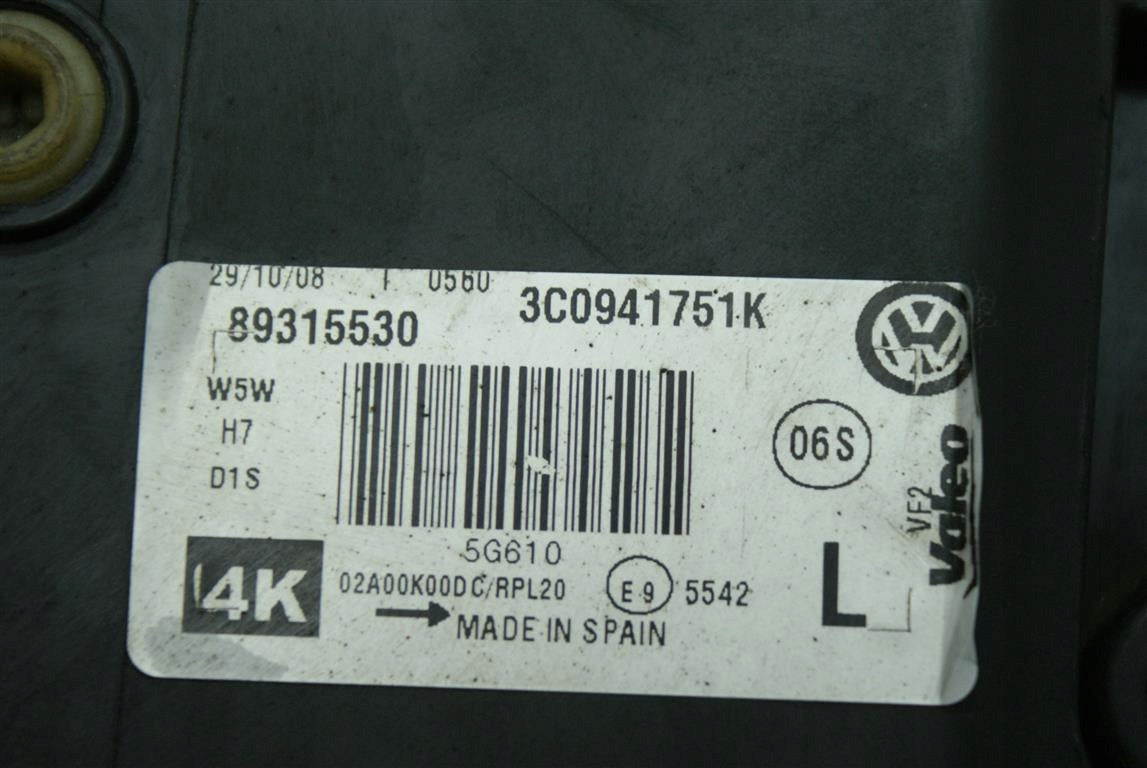 29/10/08 1 0560
89315530 3C0941751K
W5W
H7
D1S
06S
VF2
Valeo
5G610
4K
02A00K00DC/RPL20 E9 5542
L
MADE IN SPAIN